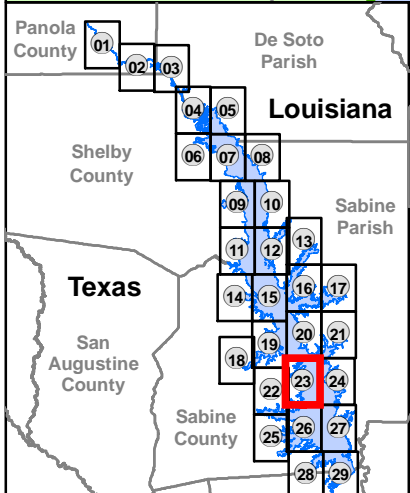 Panola
County
01
02
03
De Soto
Parish
04
05
Louisiana
Shelby
County
06
07
08
09
10
Sabine
Parish
11
12
13
Texas
14
15
16
17
San
Augustine
County
18
19
20
21
22
23
24
Sabine
County
25
26
27
28
29